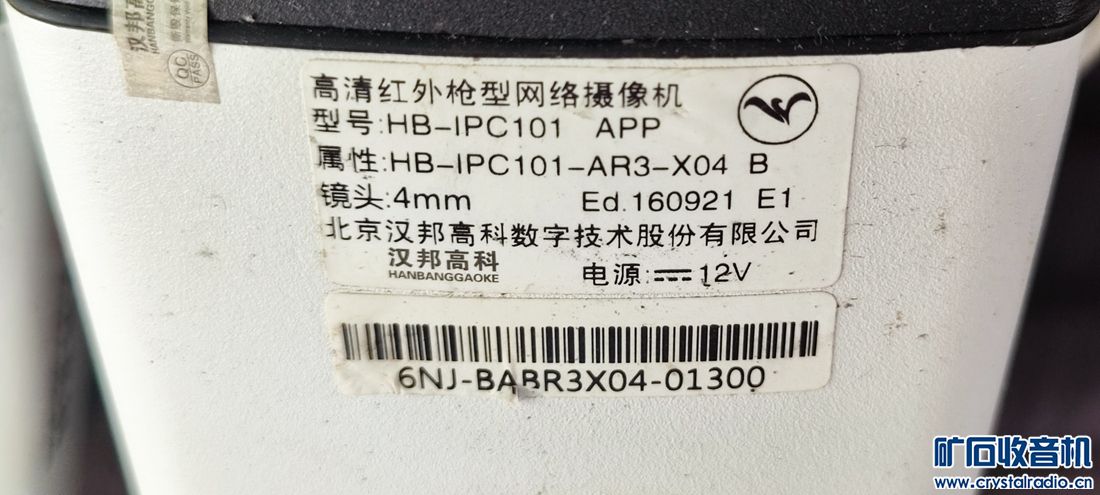 汉邦高科
HANBANGGAOKE
QC
PASS
高清红外枪型网络摄像机
型号:HB-IPC101 APP
属性:HB-IPC101-AR3-X04 B
镜头:4mm Ed.160921 E1
北京汉邦高科数字技术股份有限公司
汉邦高科
HANBANGGAOKE
电源: 12V
6NJ-BABR3X04-01300
矿石收音机
www.crystalradio.cn